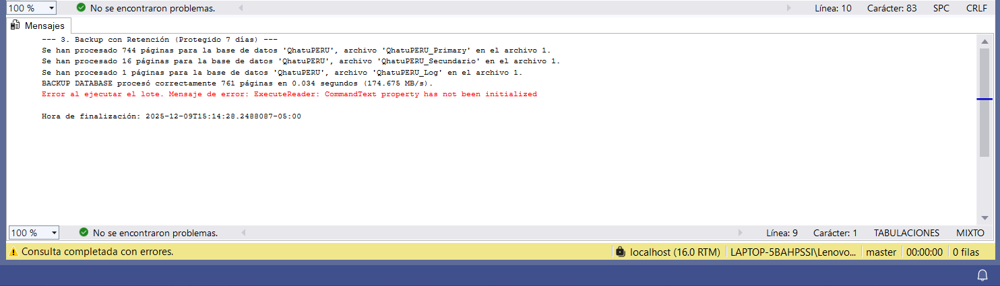 100 % No se encontraron problemas. Línea: 10 Carácter: 83 SPC CRLF
Mensajes
--- 3. Backup con Retención (Protegido 7 días) ---
Se han procesado 744 páginas para la base de datos 'QhatuPERU', archivo 'QhatuPERU_Primary' en el archivo 1.
Se han procesado 16 páginas para la base de datos 'QhatuPERU', archivo 'QhatuPERU_Secundario' en el archivo 1.
Se han procesado 1 páginas para la base de datos 'QhatuPERU', archivo 'QhatuPERU_Log' en el archivo 1.
BACKUP DATABASE procesó correctamente 761 páginas en 0.034 segundos (174.675 MB/s).
Error al ejecutar el lote. Mensaje de error: ExecuteReader: CommandText property has not been initialized
Hora de finalización: 2025-12-09T15:14:28.2488087-05:00
100 % No se encontraron problemas. Línea: 9 Carácter: 1 TABULACIONES MIXTO
Consulta completada con errores. localhost (16.0 RTM) LAPTOP-5BAHPSSI\Lenovo... master 00:00:00 0 filas